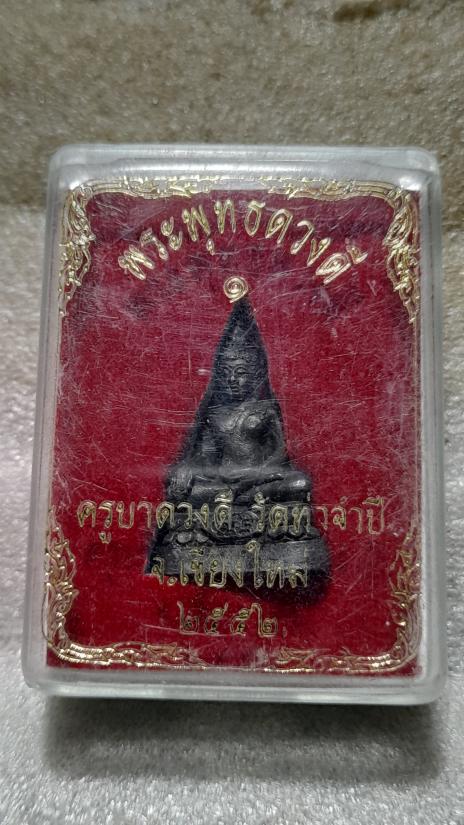 พระพุทธดวงดี
ครูบาดวงดี วัดท่าจำปี
จ.เชียงใหม่
๒๕๕๒